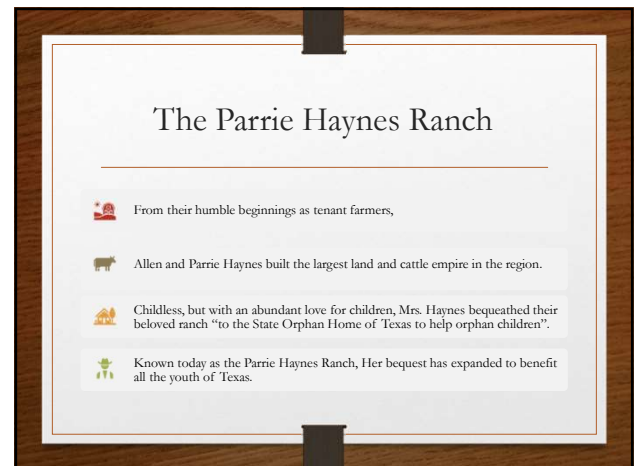 The Parrie Haynes Ranch
From their humble beginnings as tenant farmers,
Allen and Parrie Haynes built the largest land and cattle empire in the region.
Childless, but with an abundant love for children, Mrs. Haynes bequeathed their
beloved ranch “to the State Orphan Home of Texas to help orphan children”.
Known today as the Parrie Haynes Ranch, Her bequest has expanded to benefit
all the youth of Texas.